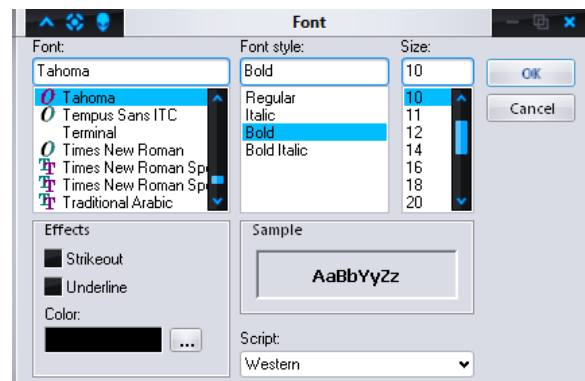 Font
Font:
Font style:
Size:
Tahoma
Bold
10
OK
Cancel
Tahoma
Tempus Sans ITC
Terminal
Times New Roman
Times New Roman Spe
Times New Roman Spe
Traditional Arabic
Regular
Italic
Bold
Bold Italic
10
11
12
14
16
18
20
Effects
Strikeout
Underline
Color:
...
Sample
AaBbYyZz
Script:
Western